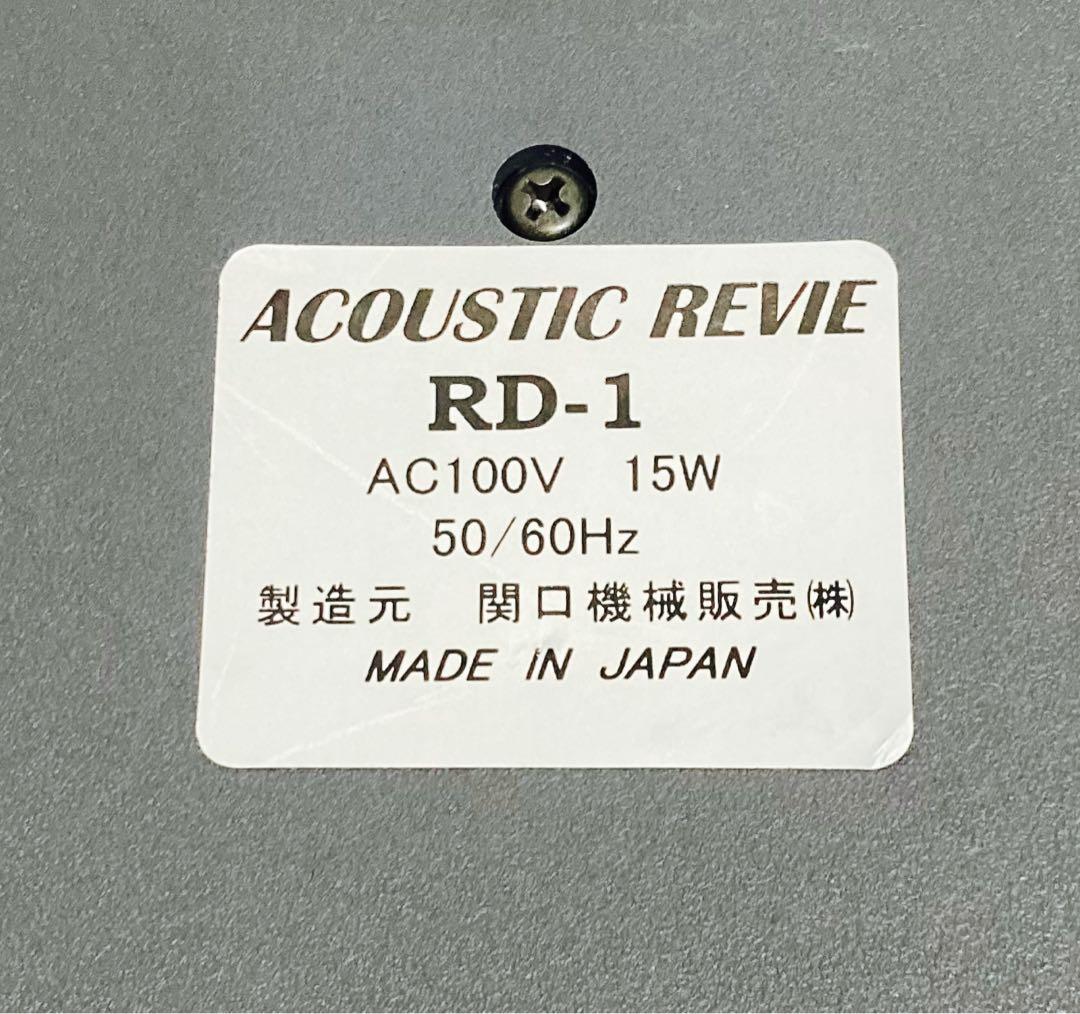 ACOUSTIC REVIE
RD-1
AC100V 15W
50/60Hz
製造元 関口機械販売㈱
MADE IN JAPAN